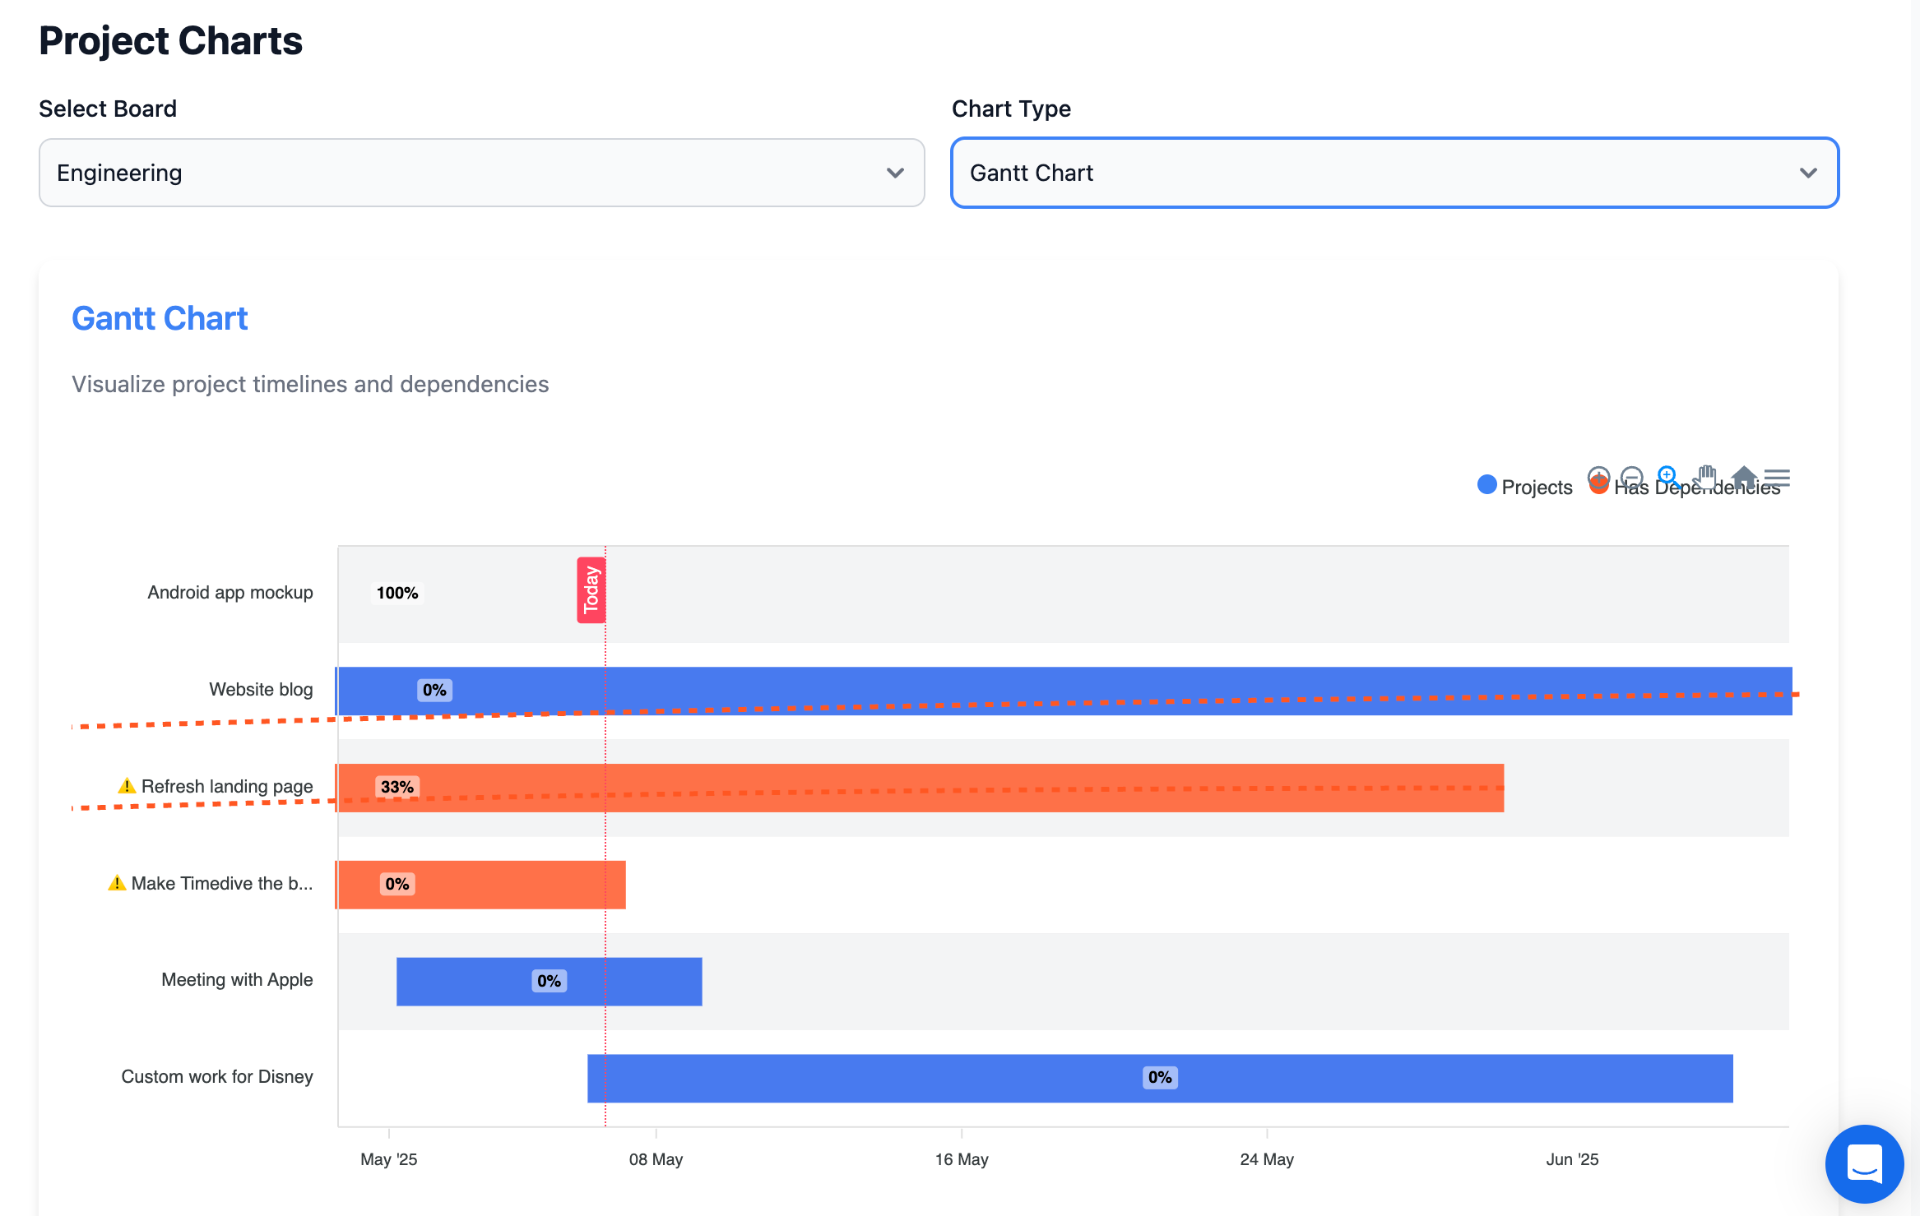 Project Charts
Select Board
Chart Type
Engineering
Gantt Chart
Gantt Chart
Visualize project timelines and dependencies
Projects
Has Dependencies
Android app mockup
100%
Today
Website blog
0%
Refresh landing page
33%
Make Timedive the b...
0%
Meeting with Apple
0%
Custom work for Disney
0%
May '25
08 May
16 May
24 May
Jun '25